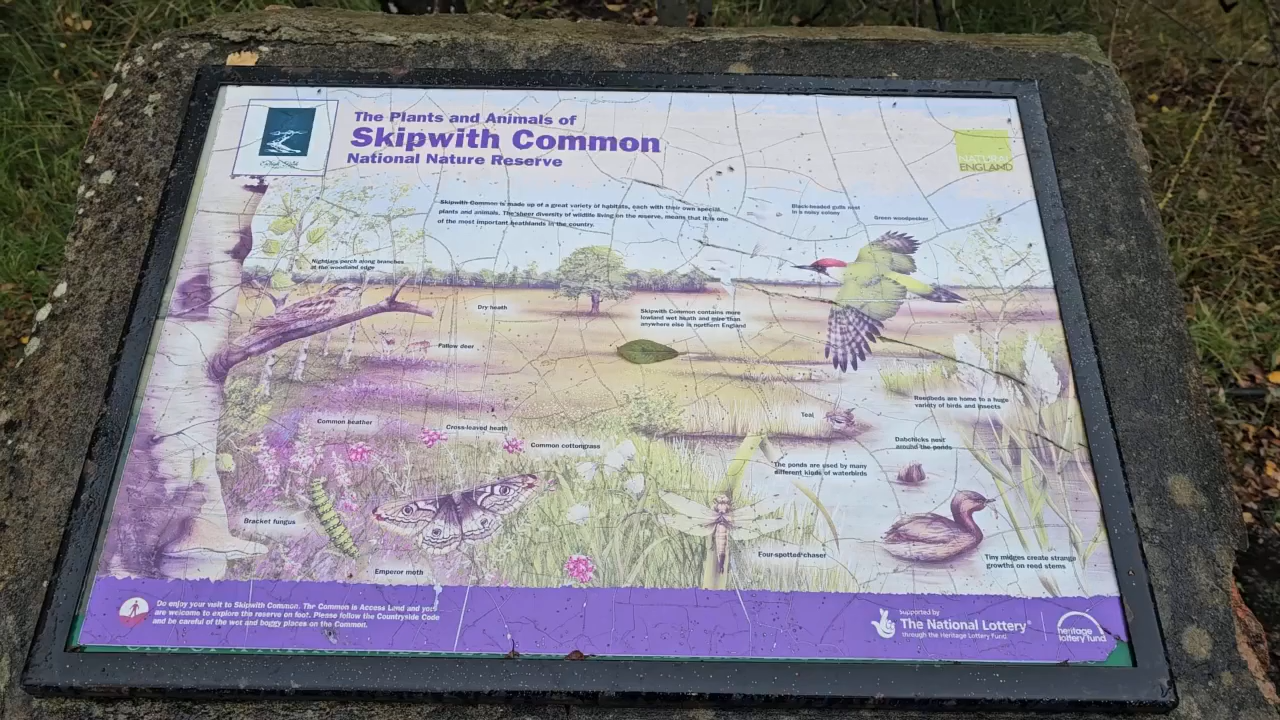 The Plants and Animals of
Skipwith Common
National Nature Reserve
NATURAL
ENGLAND
Skipwith Common is made up of a great variety of habitats, each with their own special
plants and animals. The sheer diversity of wildlife living on the reserve, means that it is one
of the most important heathlands in the country.
Black-headed gulls nest
in a noisy colony
Green woodpecker
Nightjars perch along branches
at the woodland edge
Dry heath
Skipwith Common contains more
lowland wet heath and mire than
anywhere else in northern England
Fallow deer
Reedbeds are home to a huge
variety of birds and insects
Teal
Common heather
Cross-leaved heath
Common cottongrass
Dabchicks nest
around the ponds
The ponds are used by many
different kinds of waterbirds
Bracket fungus
Emperor moth
Four-spotted chaser
Tiny midges create strange
growths on reed stems
Do enjoy your visit to Skipwith Common. The Common is Access Land and you
are welcome to explore the reserve on foot. Please follow the Countryside Code
and be careful of the wet and boggy places on the Common.
supported by
The National Lottery®
through the Heritage Lottery Fund
heritage
lottery fund